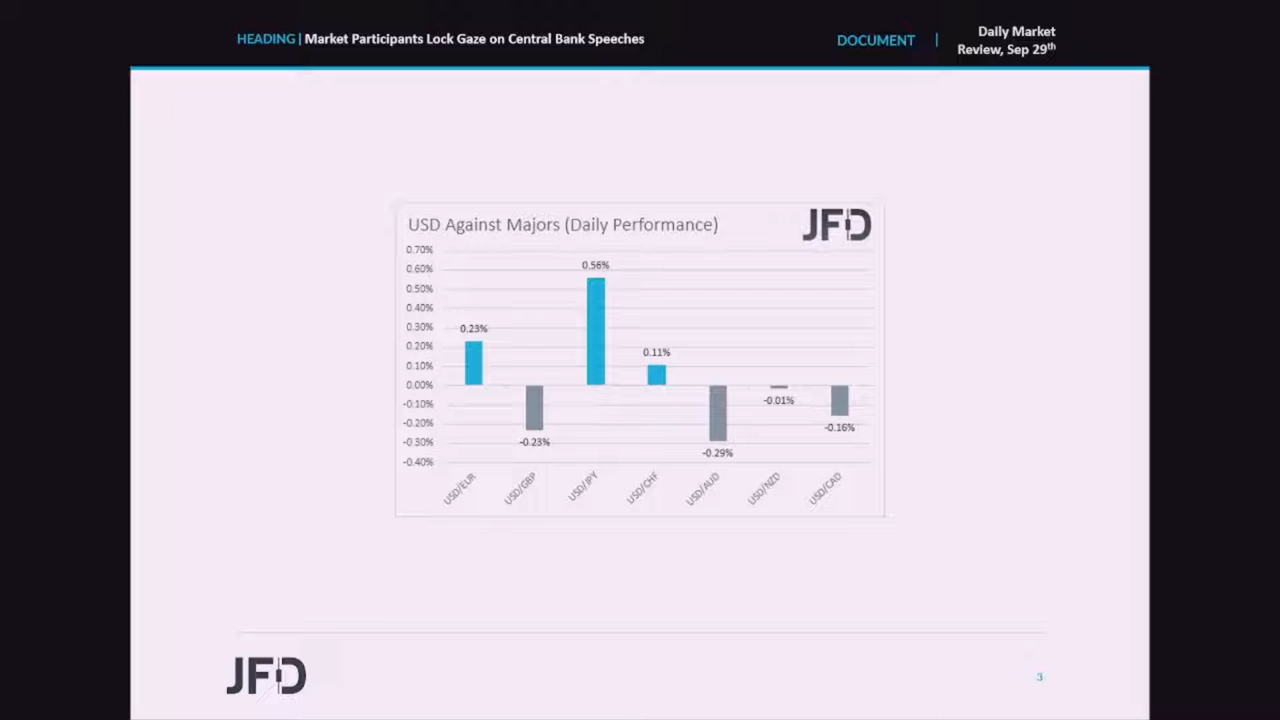 HEADING | Market Participants Lock Gaze on Central Bank Speeches
DOCUMENT | Daily Market
Review, Sep 29th
USD Against Majors (Daily Performance)
JFD
0.70%
0.60%
0.50%
0.40%
0.30%
0.20%
0.10%
0.00%
-0.10%
-0.20%
-0.30%
-0.40%
0.23%
-0.23%
0.56%
0.11%
-0.29%
-0.01%
-0.16%
USD/EUR
USD/GBP
USD/JPY
USD/CHF
USD/AUD
USD/NZD
USD/CAD
JFD
3